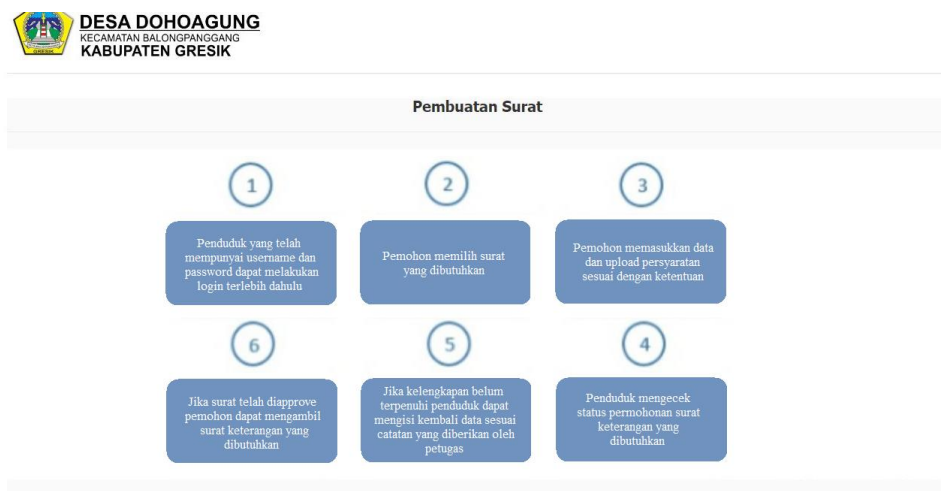 DESA DOHOAGUNG
KECAMATAN BALONGPANGGANG
KABUPATEN GRESIK
GRESIK
Pembuatan Surat
1
Penduduk yang telah
mempunyai username dan
password dapat melakukan
login terlebih dahulu
2
Pemohon memilih surat
yang dibutuhkan
3
Pemohon memasukkan data
dan upload persyaratan
sesuai dengan ketentuan
4
Penduduk mengecek
status permohonan surat
keterangan yang
dibutuhkan
5
Jika kelengkapan belum
terpenuhi penduduk dapat
mengisi kembali data sesuai
catatan yang diberikan oleh
petugas
6
Jika surat telah diapprove
pemohon dapat mengambil
surat keterangan yang
dibutuhkan